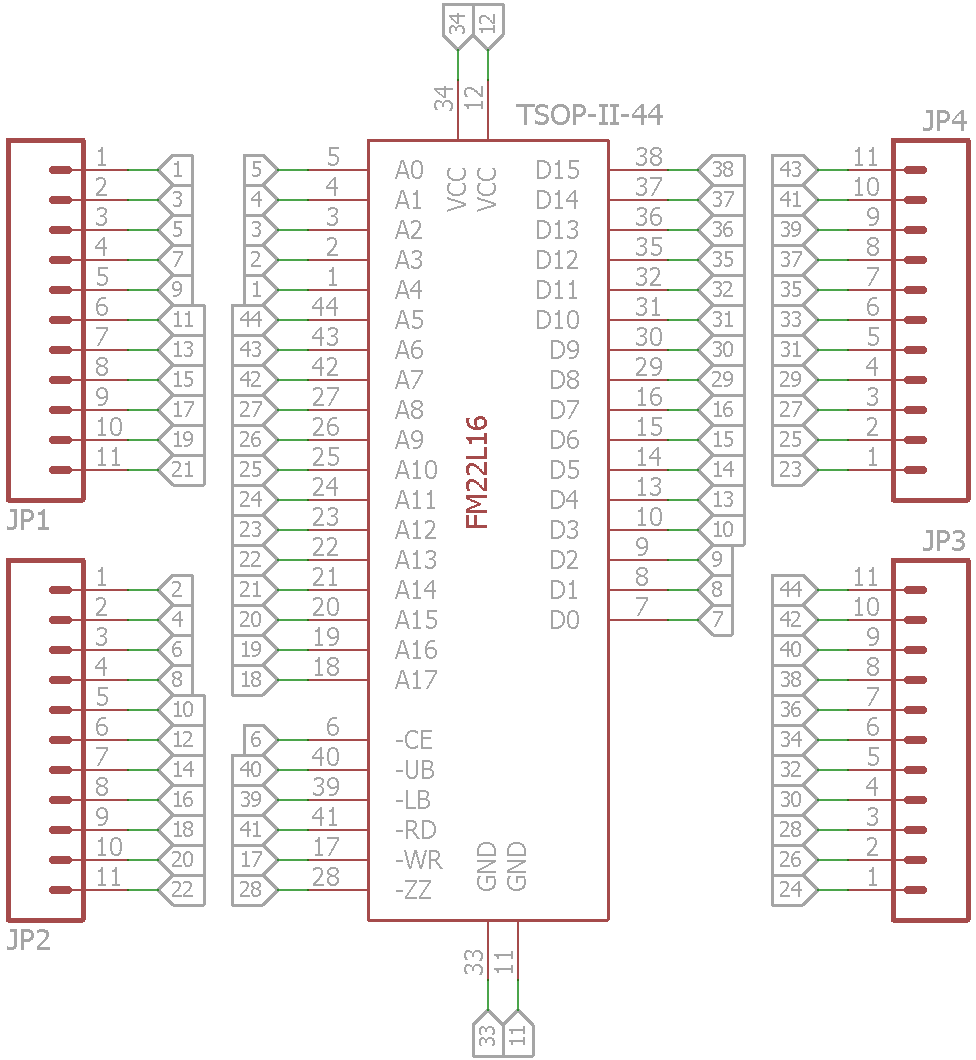 34 12
34 12
TSOP-II-44
JP4
1 1 5 5 A0 VCC VCC D15 38 38 43 11
2 3 4 4 A1 D14 37 37 41 10
3 5 3 3 A2 D13 36 36 39 9
4 7 2 2 A3 D12 35 35 37 8
5 9 1 1 A4 D11 32 32 35 7
6 11 44 44 A5 D10 31 31 33 6
7 13 43 43 A6 D9 30 30 31 5
8 15 42 42 A7 D8 29 29 29 4
9 17 27 27 A8 D7 16 16 27 3
10 19 26 26 A9 D6 15 15 25 2
11 21 25 25 A10 D5 14 14 23 1
FM22L16
24 24 A11 D4 13 13
JP1 23 23 A12 D3 10 10 JP3
22 22 A13 D2 9 9
1 2 21 21 A14 D1 8 8 44 11
2 4 20 20 A15 D0 7 7 42 10
3 6 19 19 A16 40 9
4 8 18 18 A17 38 8
5 10 36 7
6 12 6 6 -CE 34 6
7 14 40 40 -UB 32 5
8 16 39 39 -LB 30 4
9 18 41 41 -RD 28 3
10 20 17 17 -WR GND GND 26 2
11 22 28 28 -ZZ 24 1
JP2
33 11
33 11